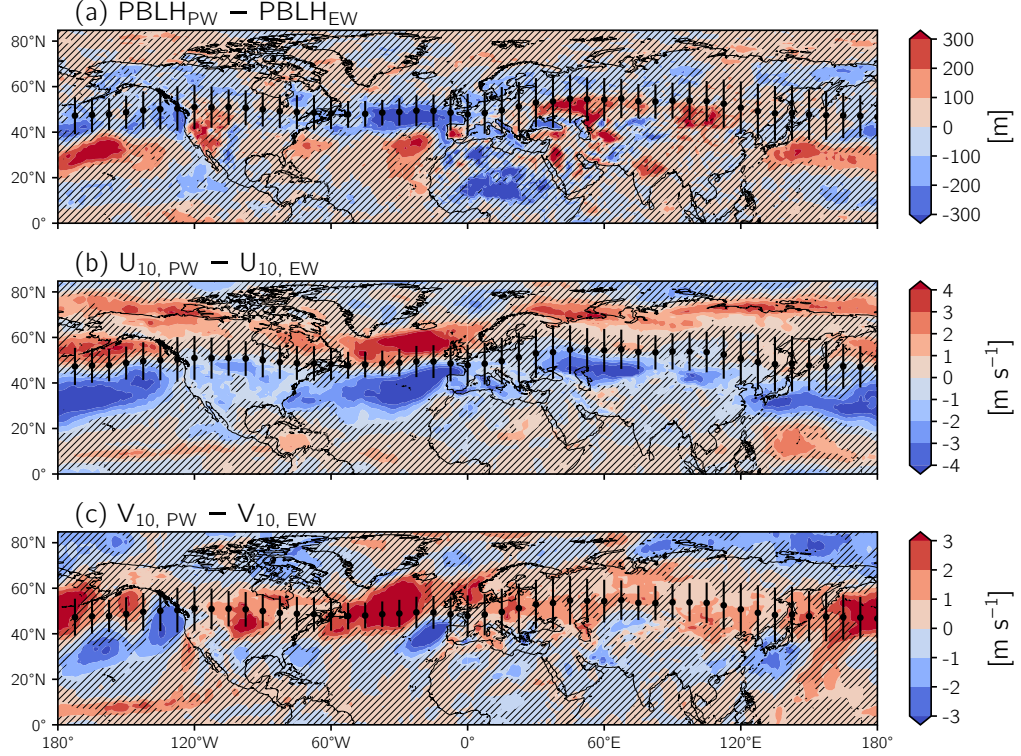 (a) PBLH_PW − PBLH_EW
80°N
60°N
40°N
20°N
0°
300
200
100
0
-100
-200
-300
[m]
(b) U_10, PW − U_10, EW
80°N
60°N
40°N
20°N
0°
4
3
2
1
0
-1
-2
-3
-4
[m s⁻¹]
(c) V_10, PW − V_10, EW
80°N
60°N
40°N
20°N
0°
180°
120°W
60°W
0°
60°E
120°E
180°
3
2
1
0
-1
-2
-3
[m s⁻¹]